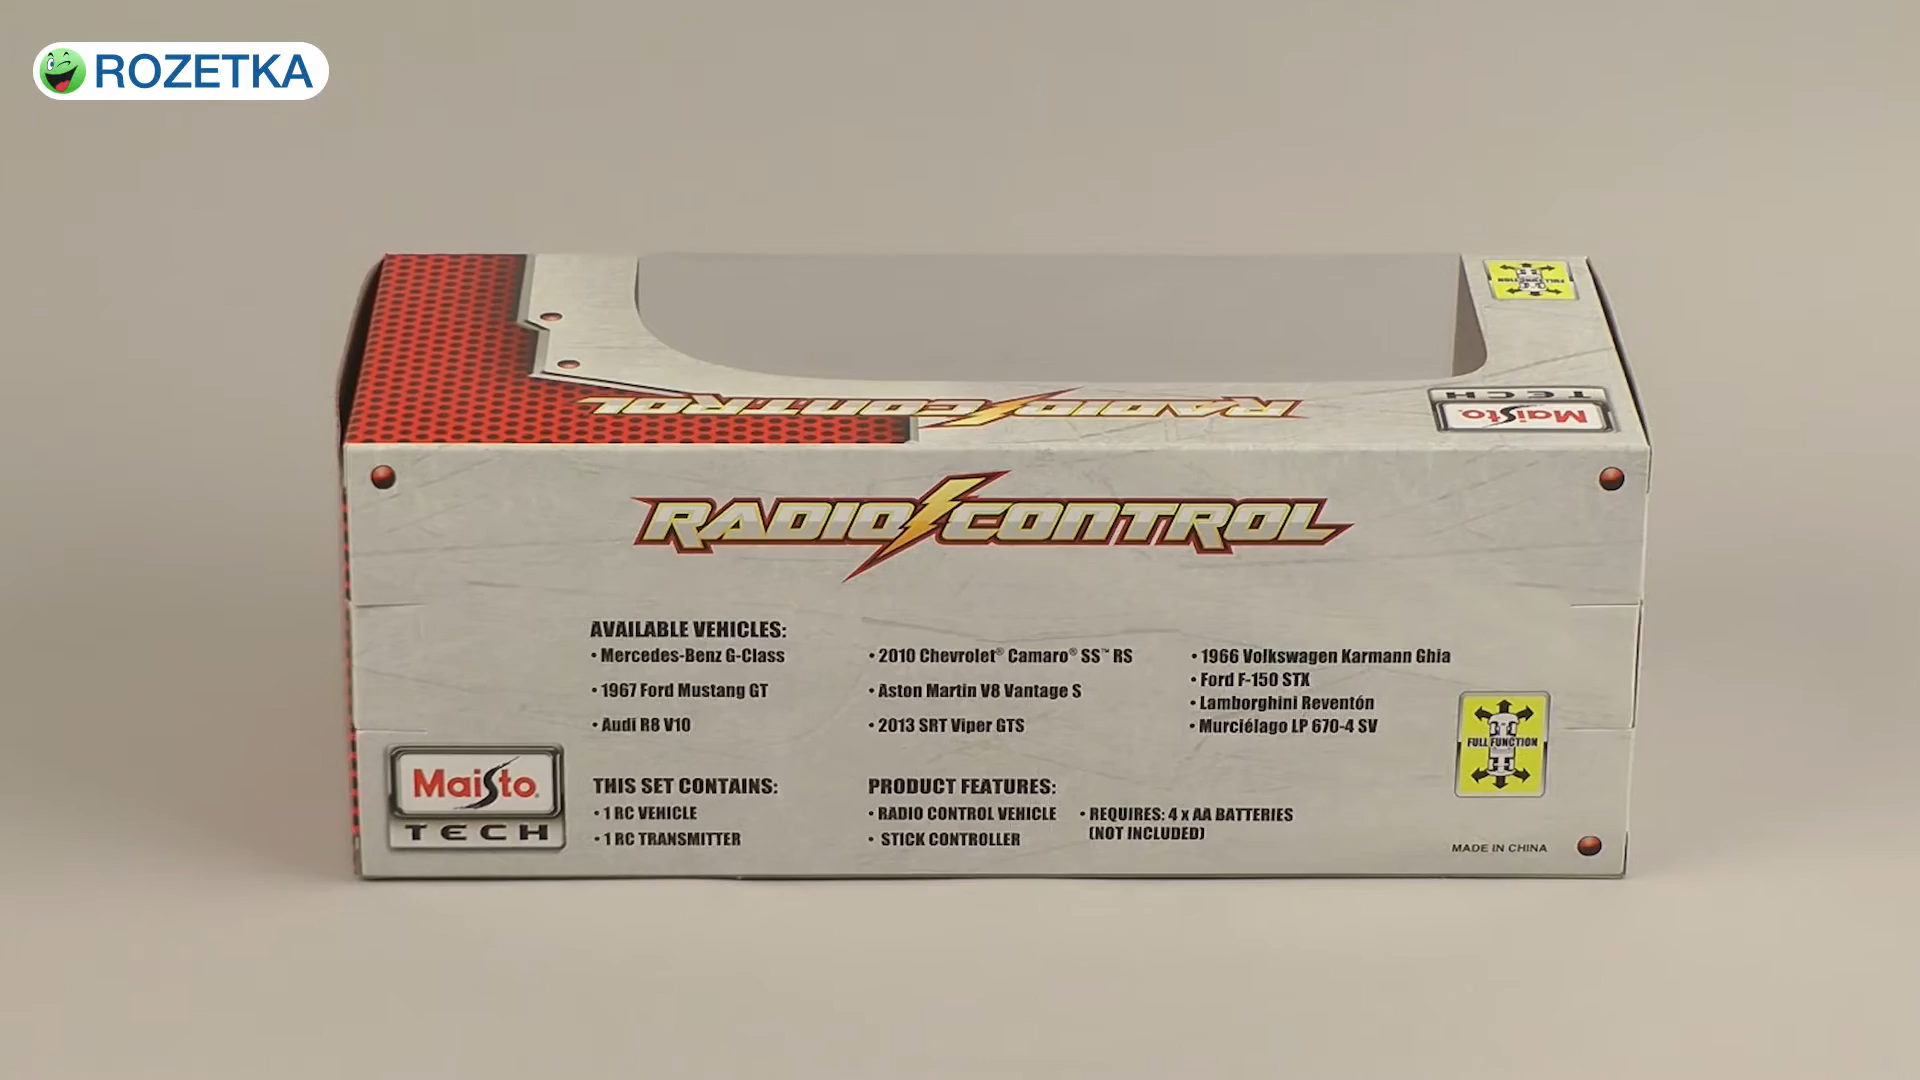 ROZETKA
FULL FUNCTION
RADIO CONTROL
TECH
Maisto
RADIO CONTROL
AVAILABLE VEHICLES:
• Mercedes-Benz G-Class
• 1967 Ford Mustang GT
• Audi R8 V10
• 2010 Chevrolet® Camaro® SS™ RS
• Aston Martin V8 Vantage S
• 2013 SRT Viper GTS
• 1966 Volkswagen Karmann Ghia
• Ford F-150 STX
• Lamborghini Reventón
• Murciélago LP 670-4 SV
FULL FUNCTION
Maisto
TECH
THIS SET CONTAINS:
• 1 RC VEHICLE
• 1 RC TRANSMITTER
PRODUCT FEATURES:
• RADIO CONTROL VEHICLE
• STICK CONTROLLER
• REQUIRES: 4 x AA BATTERIES
(NOT INCLUDED)
MADE IN CHINA